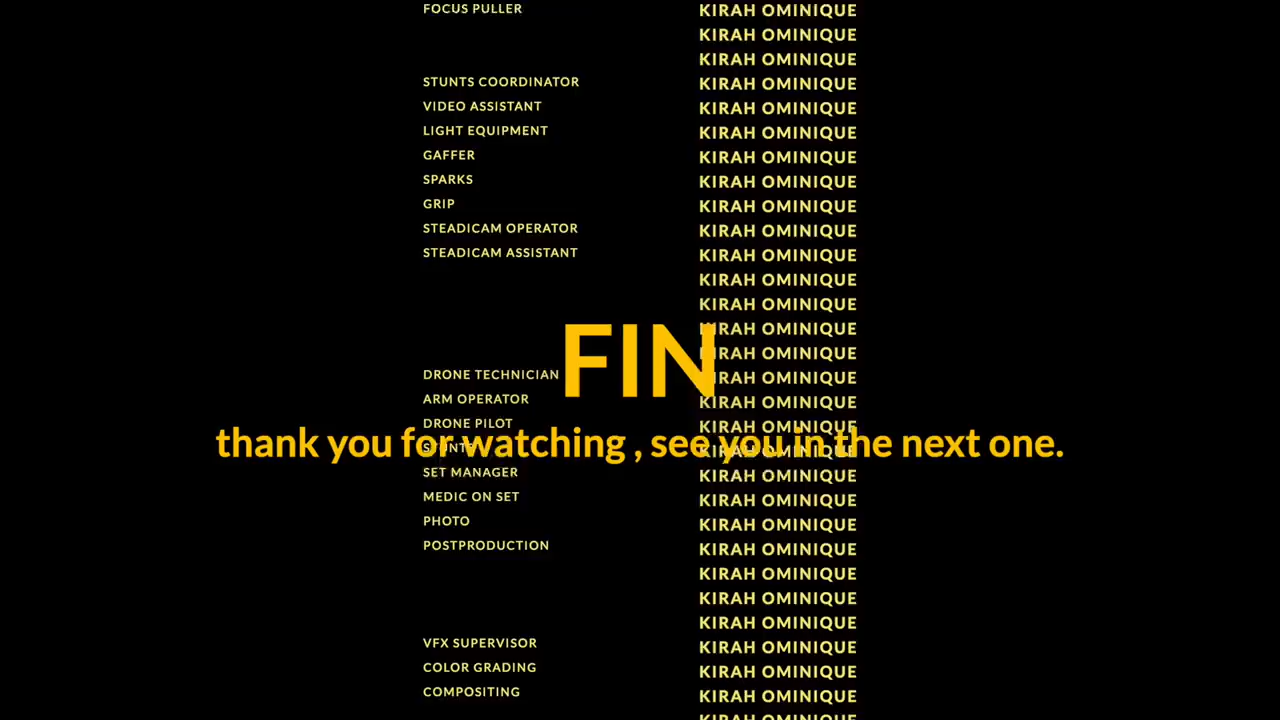 FOCUS PULLER KIRAH OMINIQUE
KIRAH OMINIQUE
KIRAH OMINIQUE
STUNTS COORDINATOR KIRAH OMINIQUE
VIDEO ASSISTANT KIRAH OMINIQUE
LIGHT EQUIPMENT KIRAH OMINIQUE
GAFFER KIRAH OMINIQUE
SPARKS KIRAH OMINIQUE
GRIP KIRAH OMINIQUE
STEADICAM OPERATOR KIRAH OMINIQUE
STEADICAM ASSISTANT KIRAH OMINIQUE
KIRAH OMINIQUE
KIRAH OMINIQUE
KIRAH OMINIQUE
KIRAH OMINIQUE
FIN
DRONE TECHNICIAN KIRAH OMINIQUE
ARM OPERATOR KIRAH OMINIQUE
DRONE PILOT KIRAH OMINIQUE
thank you for watching , see you in the next one.
STUNTS KIRAH OMINIQUE
SET MANAGER KIRAH OMINIQUE
MEDIC ON SET KIRAH OMINIQUE
PHOTO KIRAH OMINIQUE
POSTPRODUCTION KIRAH OMINIQUE
KIRAH OMINIQUE
KIRAH OMINIQUE
KIRAH OMINIQUE
VFX SUPERVISOR KIRAH OMINIQUE
COLOR GRADING KIRAH OMINIQUE
COMPOSITING KIRAH OMINIQUE
KIRAH OMINIQUE